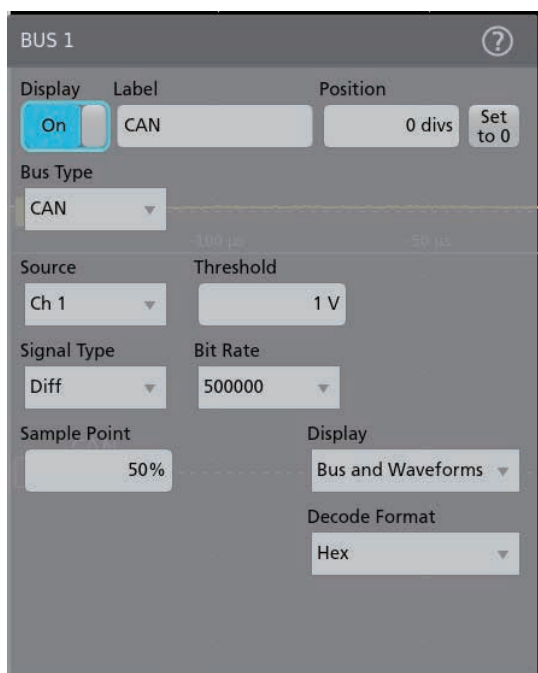 BUS 1
?
Display Label Position
On CAN 0 divs Set to 0
Bus Type
CAN
-100 µs -50 µs
Source Threshold
Ch 1 1 V
Signal Type Bit Rate
Diff 500000
Sample Point Display
50% Bus and Waveforms
Decode Format
Hex